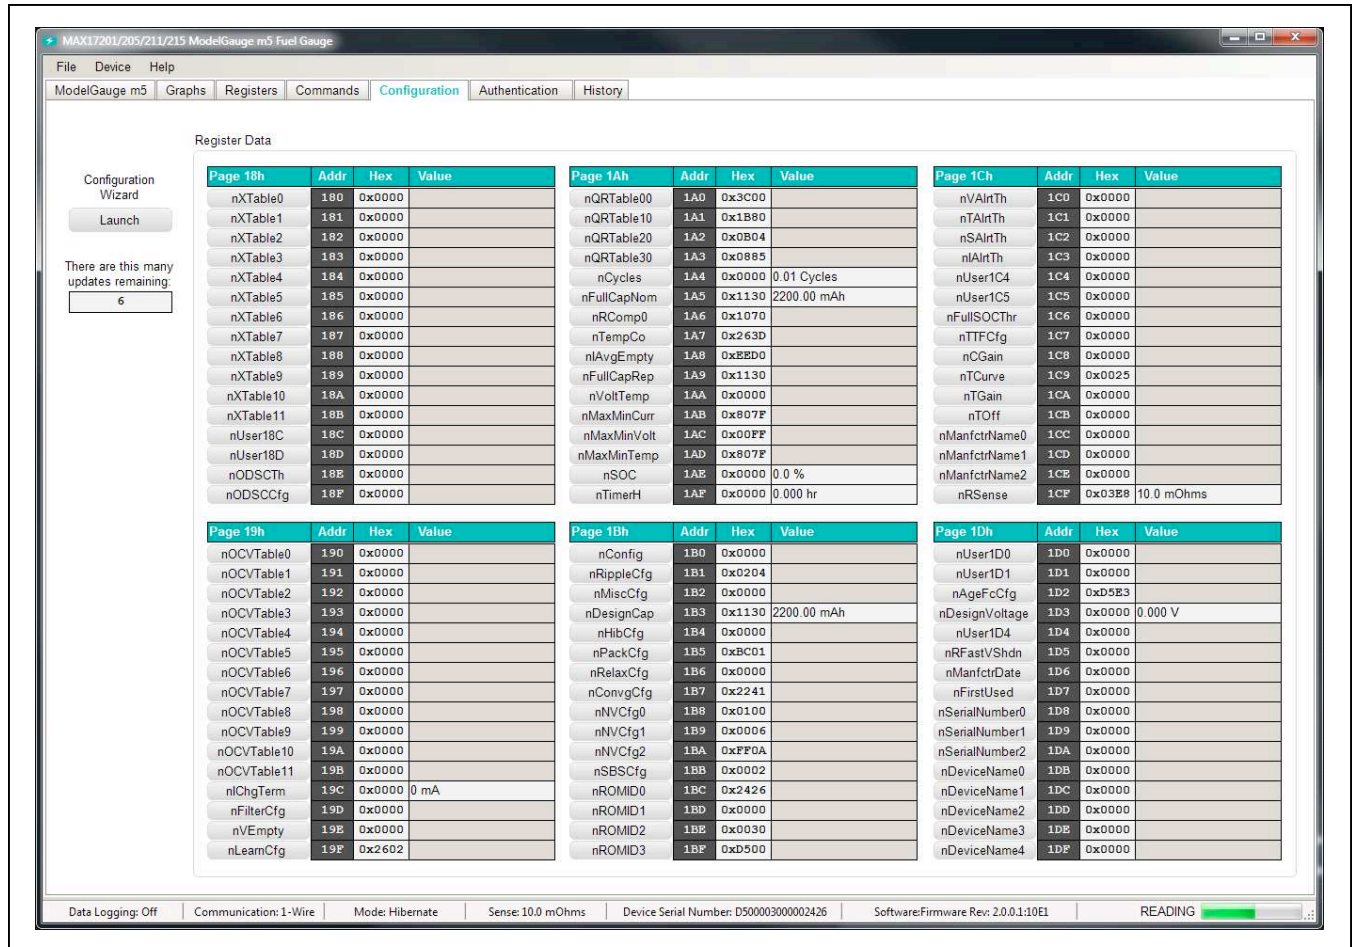 MAX17201/205/211/215 ModelGauge m5 Fuel Gauge
File Device Help
ModelGauge m5 Graphs Registers Commands Configuration Authentication History
Register Data
Configuration
Wizard
Launch
There are this many
updates remaining:
6
Page 18h Addr Hex Value
nXTable0 180 0x0000
nXTable1 181 0x0000
nXTable2 182 0x0000
nXTable3 183 0x0000
nXTable4 184 0x0000
nXTable5 185 0x0000
nXTable6 186 0x0000
nXTable7 187 0x0000
nXTable8 188 0x0000
nXTable9 189 0x0000
nXTable10 18A 0x0000
nXTable11 18B 0x0000
nUser18C 18C 0x0000
nUser18D 18D 0x0000
nODSCTh 18E 0x0000
nODSCCfg 18F 0x0000
Page 1Ah Addr Hex Value
nQRTable00 1A0 0x3C00
nQRTable10 1A1 0x1B80
nQRTable20 1A2 0x0B04
nQRTable30 1A3 0x0885
nCycles 1A4 0x0000 0.01 Cycles
nFullCapNom 1A5 0x1130 2200.00 mAh
nRComp0 1A6 0x1070
nTempCo 1A7 0x263D
nIAvgEmpty 1A8 0xEED0
nFullCapRep 1A9 0x1130
nVoltTemp 1AA 0x0000
nMaxMinCurr 1AB 0x807F
nMaxMinVolt 1AC 0x00FF
nMaxMinTemp 1AD 0x807F
nSOC 1AE 0x0000 0.0 %
nTimerH 1AF 0x0000 0.000 hr
Page 1Ch Addr Hex Value
nVAlrtTh 1C0 0x0000
nTAlrtTh 1C1 0x0000
nSAlrtTh 1C2 0x0000
nIAlrtTh 1C3 0x0000
nUser1C4 1C4 0x0000
nUser1C5 1C5 0x0000
nFullSOCThr 1C6 0x0000
nTTFCfg 1C7 0x0000
nCGain 1C8 0x0000
nTCurve 1C9 0x0025
nTGain 1CA 0x0000
nTOff 1CB 0x0000
nManfctrName0 1CC 0x0000
nManfctrName1 1CD 0x0000
nManfctrName2 1CE 0x0000
nRSense 1CF 0x03E8 10.0 mOhms
Page 19h Addr Hex Value
nOCVTable0 190 0x0000
nOCVTable1 191 0x0000
nOCVTable2 192 0x0000
nOCVTable3 193 0x0000
nOCVTable4 194 0x0000
nOCVTable5 195 0x0000
nOCVTable6 196 0x0000
nOCVTable7 197 0x0000
nOCVTable8 198 0x0000
nOCVTable9 199 0x0000
nOCVTable10 19A 0x0000
nOCVTable11 19B 0x0000
nIChgTerm 19C 0x0000 0 mA
nFilterCfg 19D 0x0000
nVEmpty 19E 0x0000
nLearnCfg 19F 0x2602
Page 1Bh Addr Hex Value
nConfig 1B0 0x0000
nRippleCfg 1B1 0x0204
nMiscCfg 1B2 0x0000
nDesignCap 1B3 0x1130 2200.00 mAh
nHibCfg 1B4 0x0000
nPackCfg 1B5 0xBC01
nRelaxCfg 1B6 0x0000
nConvgCfg 1B7 0x2241
nNVCfg0 1B8 0x0100
nNVCfg1 1B9 0x0006
nNVCfg2 1BA 0xFF0A
nSBSCfg 1BB 0x0002
nROMID0 1BC 0x2426
nROMID1 1BD 0x0000
nROMID2 1BE 0x0030
nROMID3 1BF 0xD500
Page 1Dh Addr Hex Value
nUser1D0 1D0 0x0000
nUser1D1 1D1 0x0000
nAgeFcCfg 1D2 0xD5E3
nDesignVoltage 1D3 0x0000 0.000 V
nUser1D4 1D4 0x0000
nRFastVShdn 1D5 0x0000
nManfctrDate 1D6 0x0000
nFirstUsed 1D7 0x0000
nSerialNumber0 1D8 0x0000
nSerialNumber1 1D9 0x0000
nSerialNumber2 1DA 0x0000
nDeviceName0 1DB 0x0000
nDeviceName1 1DC 0x0000
nDeviceName2 1DD 0x0000
nDeviceName3 1DE 0x0000
nDeviceName4 1DF 0x0000
Data Logging: Off Communication: 1-Wire Mode: Hibernate Sense: 10.0 mOhms Device Serial Number: D500003000002426 Software:Firmware Rev: 2.0.0.1:10E1 READING